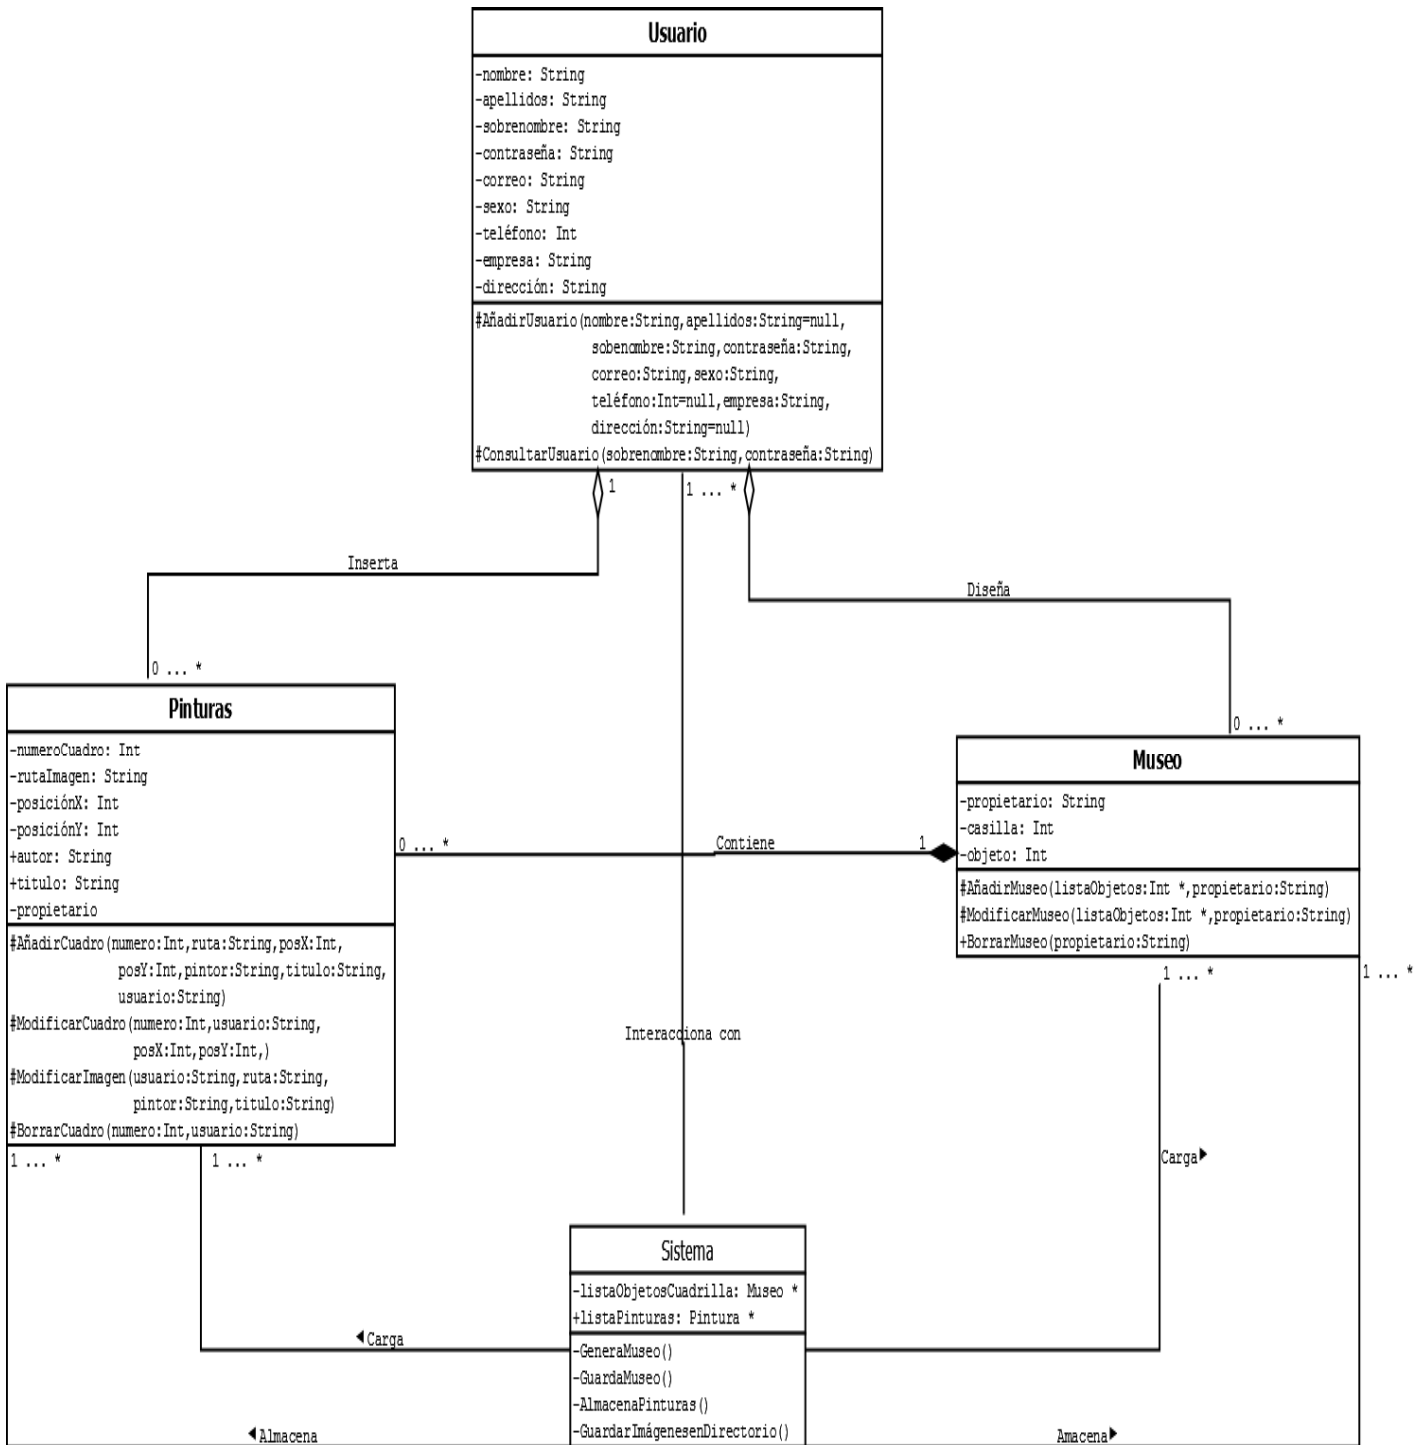 Usuario
-nombre: String
-apellidos: String
-sobrenombre: String
-contraseña: String
-correo: String
-sexo: String
-teléfono: Int
-empresa: String
-dirección: String
#AñadirUsuario(nombre:String,apellidos:String=null,
sobenombre:String,contraseña:String,
correo:String,sexo:String,
teléfono:Int=null,empresa:String,
dirección:String=null)
#ConsultarUsuario(sobrenombre:String,contraseña:String)
1
1 ... *
Inserta
Diseña
0 ... *
0 ... *
Pinturas
-numeroCuadro: Int
-rutaImagen: String
-posiciónX: Int
-posiciónY: Int
+autor: String
+titulo: String
-propietario
#AñadirCuadro(numero:Int,ruta:String,posX:Int,
posY:Int,pintor:String,titulo:String,
usuario:String)
#ModificarCuadro(numero:Int,usuario:String,
posX:Int,posY:Int,)
#ModificarImagen(usuario:String,ruta:String,
pintor:String,titulo:String)
#BorrarCuadro(numero:Int,usuario:String)
0 ... *
Contiene
1
Museo
-propietario: String
-casilla: Int
-objeto: Int
#AñadirMuseo(listaObjetos:Int *,propietario:String)
#ModificarMuseo(listaObjetos:Int *,propietario:String)
+BorrarMuseo(propietario:String)
1 ... *
1 ... *
Interacciona con
1 ... *
1 ... *
Carga
Sistema
-listaObjetosCuadrilla: Museo *
+listaPinturas: Pintura *
-GeneraMuseo()
-GuardaMuseo()
-AlmacenaPinturas()
-GuardarImágenesenDirectorio()
Carga
Almacena
Amacena